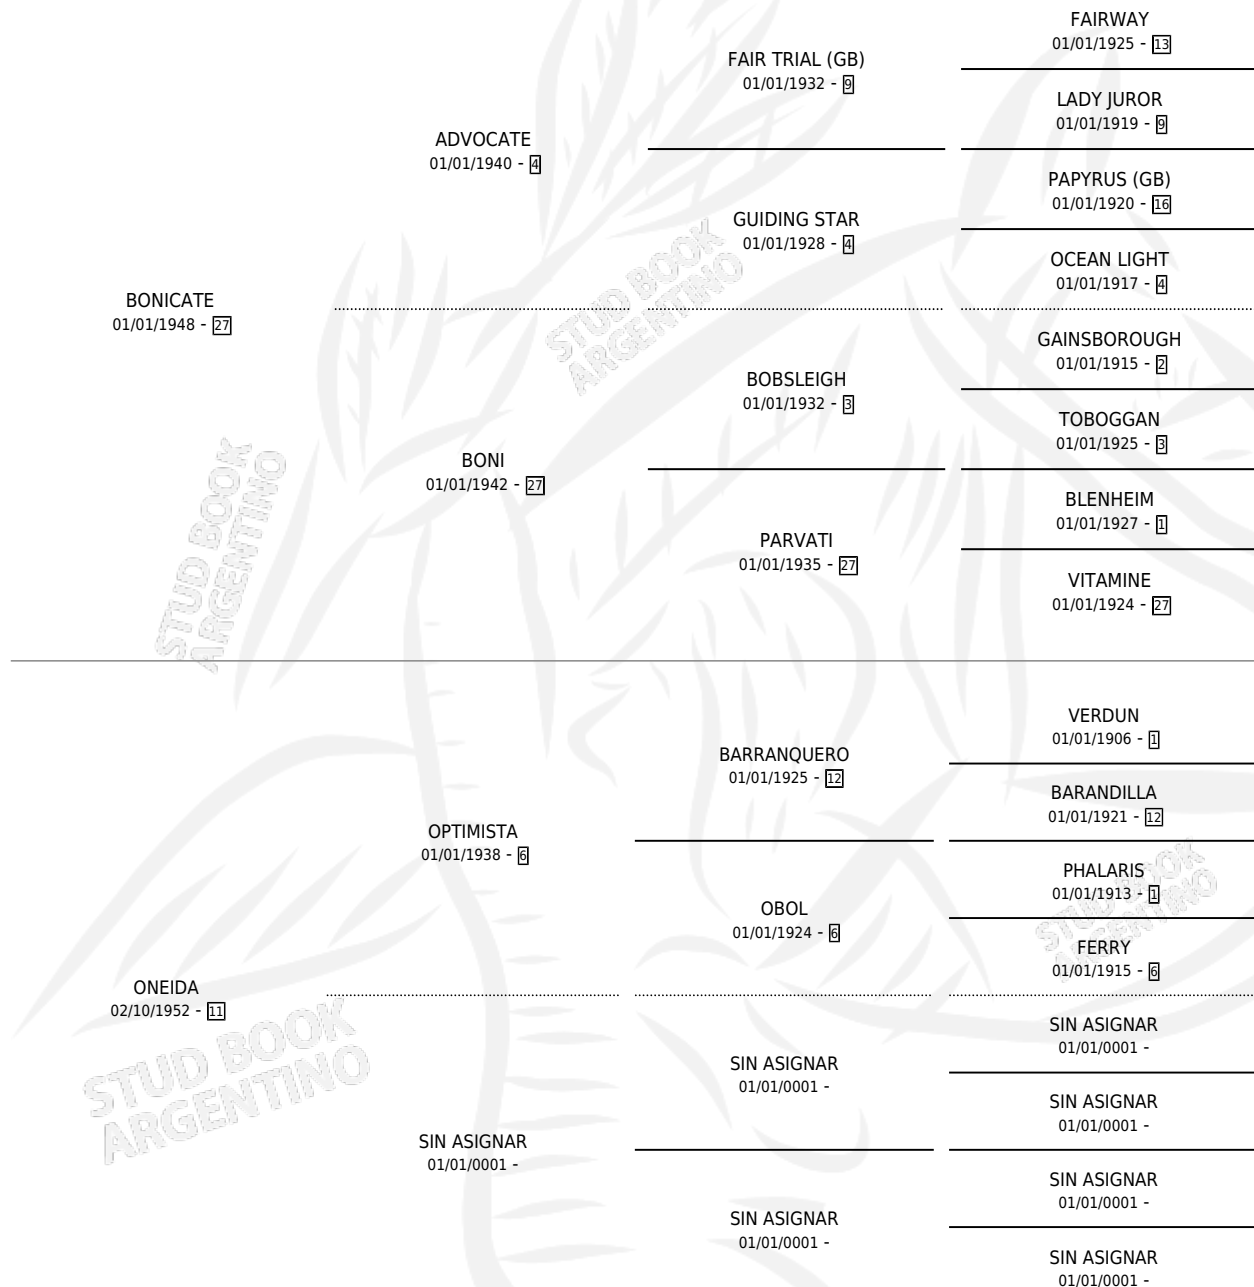 FAIRWAY
01/01/1925 - 13
FAIR TRIAL (GB)
01/01/1932 - 9
LADY JUROR
01/01/1919 - 9
ADVOCATE
01/01/1940 - 4
PAPYRUS (GB)
01/01/1920 - 16
GUIDING STAR
01/01/1928 - 4
OCEAN LIGHT
01/01/1917 - 4
BONICATE
01/01/1948 - 27
STUD BOOK
ARGENTINO
GAINSBOROUGH
01/01/1915 - 2
BOBSLEIGH
01/01/1932 - 3
TOBOGGAN
01/01/1925 - 3
BONI
01/01/1942 - 27
BLENHEIM
01/01/1927 - 1
PARVATI
01/01/1935 - 27
VITAMINE
01/01/1924 - 27
STUD BOOK
ARGENTINO
VERDUN
01/01/1906 - 1
BARRANQUERO
01/01/1925 - 12
BARANDILLA
01/01/1921 - 12
OPTIMISTA
01/01/1938 - 6
PHALARIS
01/01/1913 - 1
OBOL
01/01/1924 - 6
STUD BOOK
ARGENTINO
FERRY
01/01/1915 - 6
ONEIDA
02/10/1952 - 11
STUD BOOK
ARGENTINO
SIN ASIGNAR
01/01/0001 -
SIN ASIGNAR
01/01/0001 -
SIN ASIGNAR
01/01/0001 -
SIN ASIGNAR
01/01/0001 -
SIN ASIGNAR
01/01/0001 -
SIN ASIGNAR
01/01/0001 -
SIN ASIGNAR
01/01/0001 -